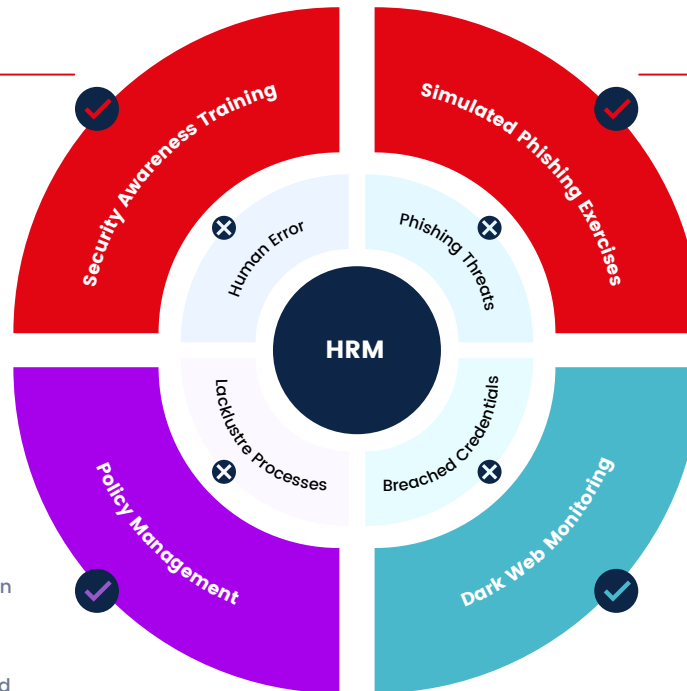 Security Awareness Training
Simulated Phishing Exercises
Human Error
Phishing Threats
HRM
Lacklustre Processes
Breached Credentials
Policy Management
Dark Web Monitoring
n
d